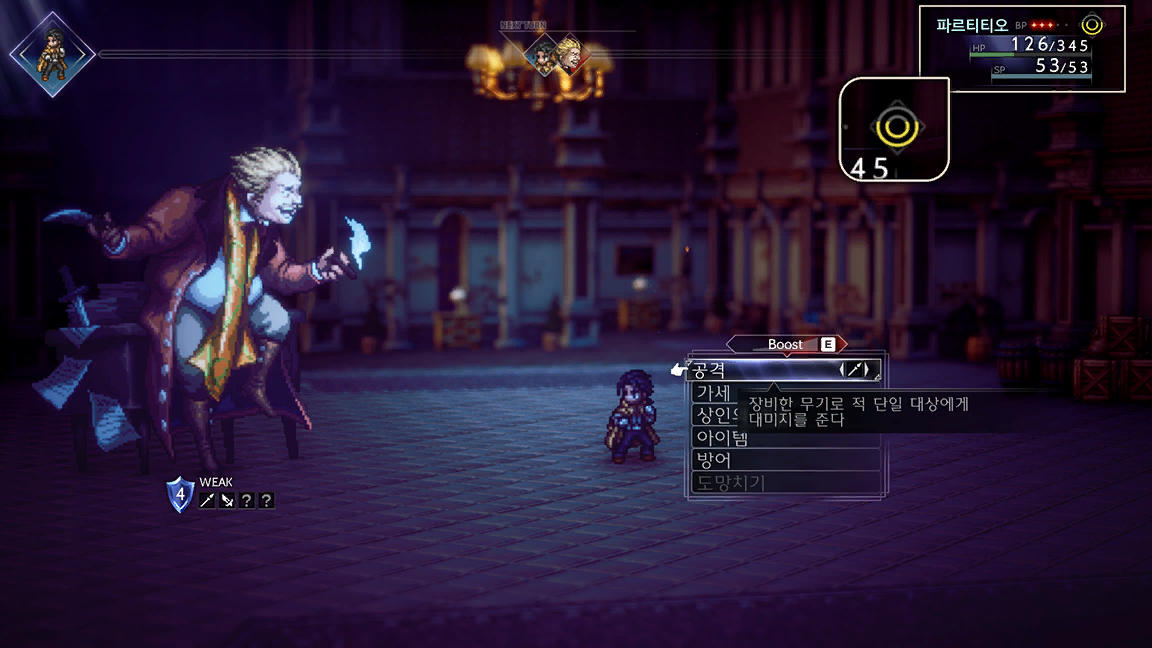 NEXT TURN
파르티티오 BP
HP 126/345
SP 53/53
45
Boost E
공격
가세
상인의
아이템
방어
도망치기
장비한 무기로 적 단일 대상에게
대미지를 준다
WEAK
4 ? ?